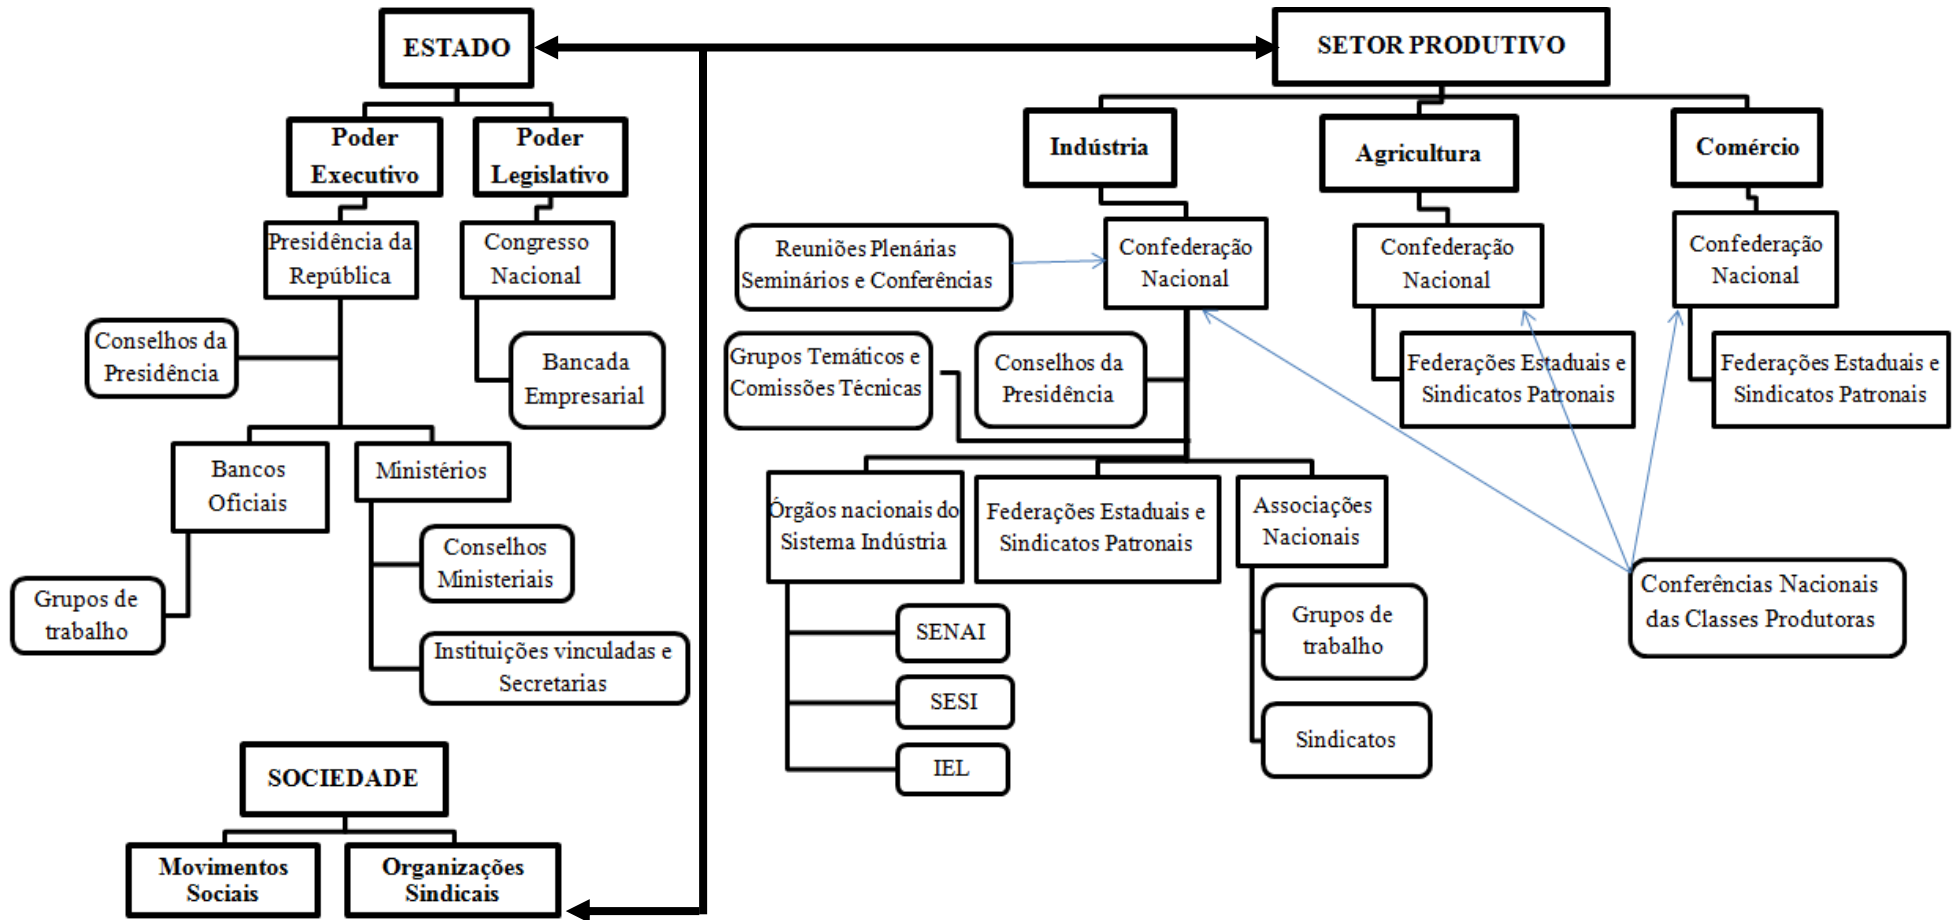 ESTADO
SETOR PRODUTIVO
Poder
Executivo
Poder
Legislativo
Indústria
Agricultura
Comércio
Presidência da
República
Congresso
Nacional
Reuniões Plenárias
Seminários e Conferências
Confederação
Nacional
Confederação
Nacional
Confederação
Nacional
Conselhos da
Presidência
Bancada
Empresarial
Grupos Temáticos e
Comissões Técnicas
Conselhos da
Presidência
Federações Estaduais e
Sindicatos Patronais
Federações Estaduais e
Sindicatos Patronais
Bancos
Oficiais
Ministérios
Órgãos nacionais do
Sistema Indústria
Federações Estaduais e
Sindicatos Patronais
Associações
Nacionais
Conselhos
Ministeriais
Grupos de
trabalho
Instituições vinculadas e
Secretarias
SENAI
SESI
IEL
Grupos de
trabalho
Sindicatos
Conferências Nacionais
das Classes Produtoras
SOCIEDADE
Movimentos
Sociais
Organizações
Sindicais